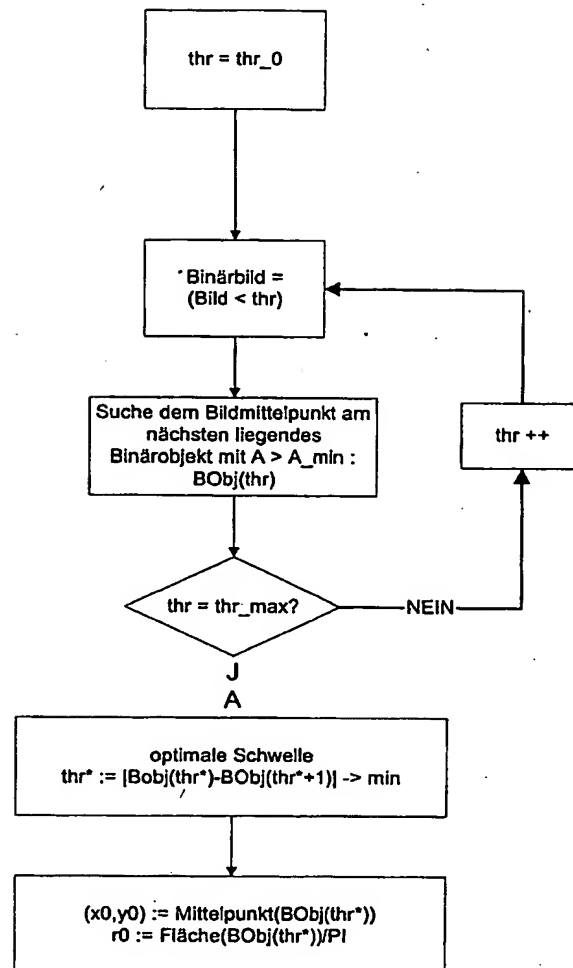 thr = thr_0
Binärbild =
(Bild < thr)
Suche dem Bildmittelpunkt am
nächsten liegendes
Binärobjekt mit A > A_min :
BObj(thr)
thr ++
thr = thr_max?
NEIN
J
A
optimale Schwelle
thr* := |Bobj(thr*)-BObj(thr*+1)| -> min
(x0,y0) := Mittelpunkt(BObj(thr*))
r0 := Fläche(BObj(thr*))/PI